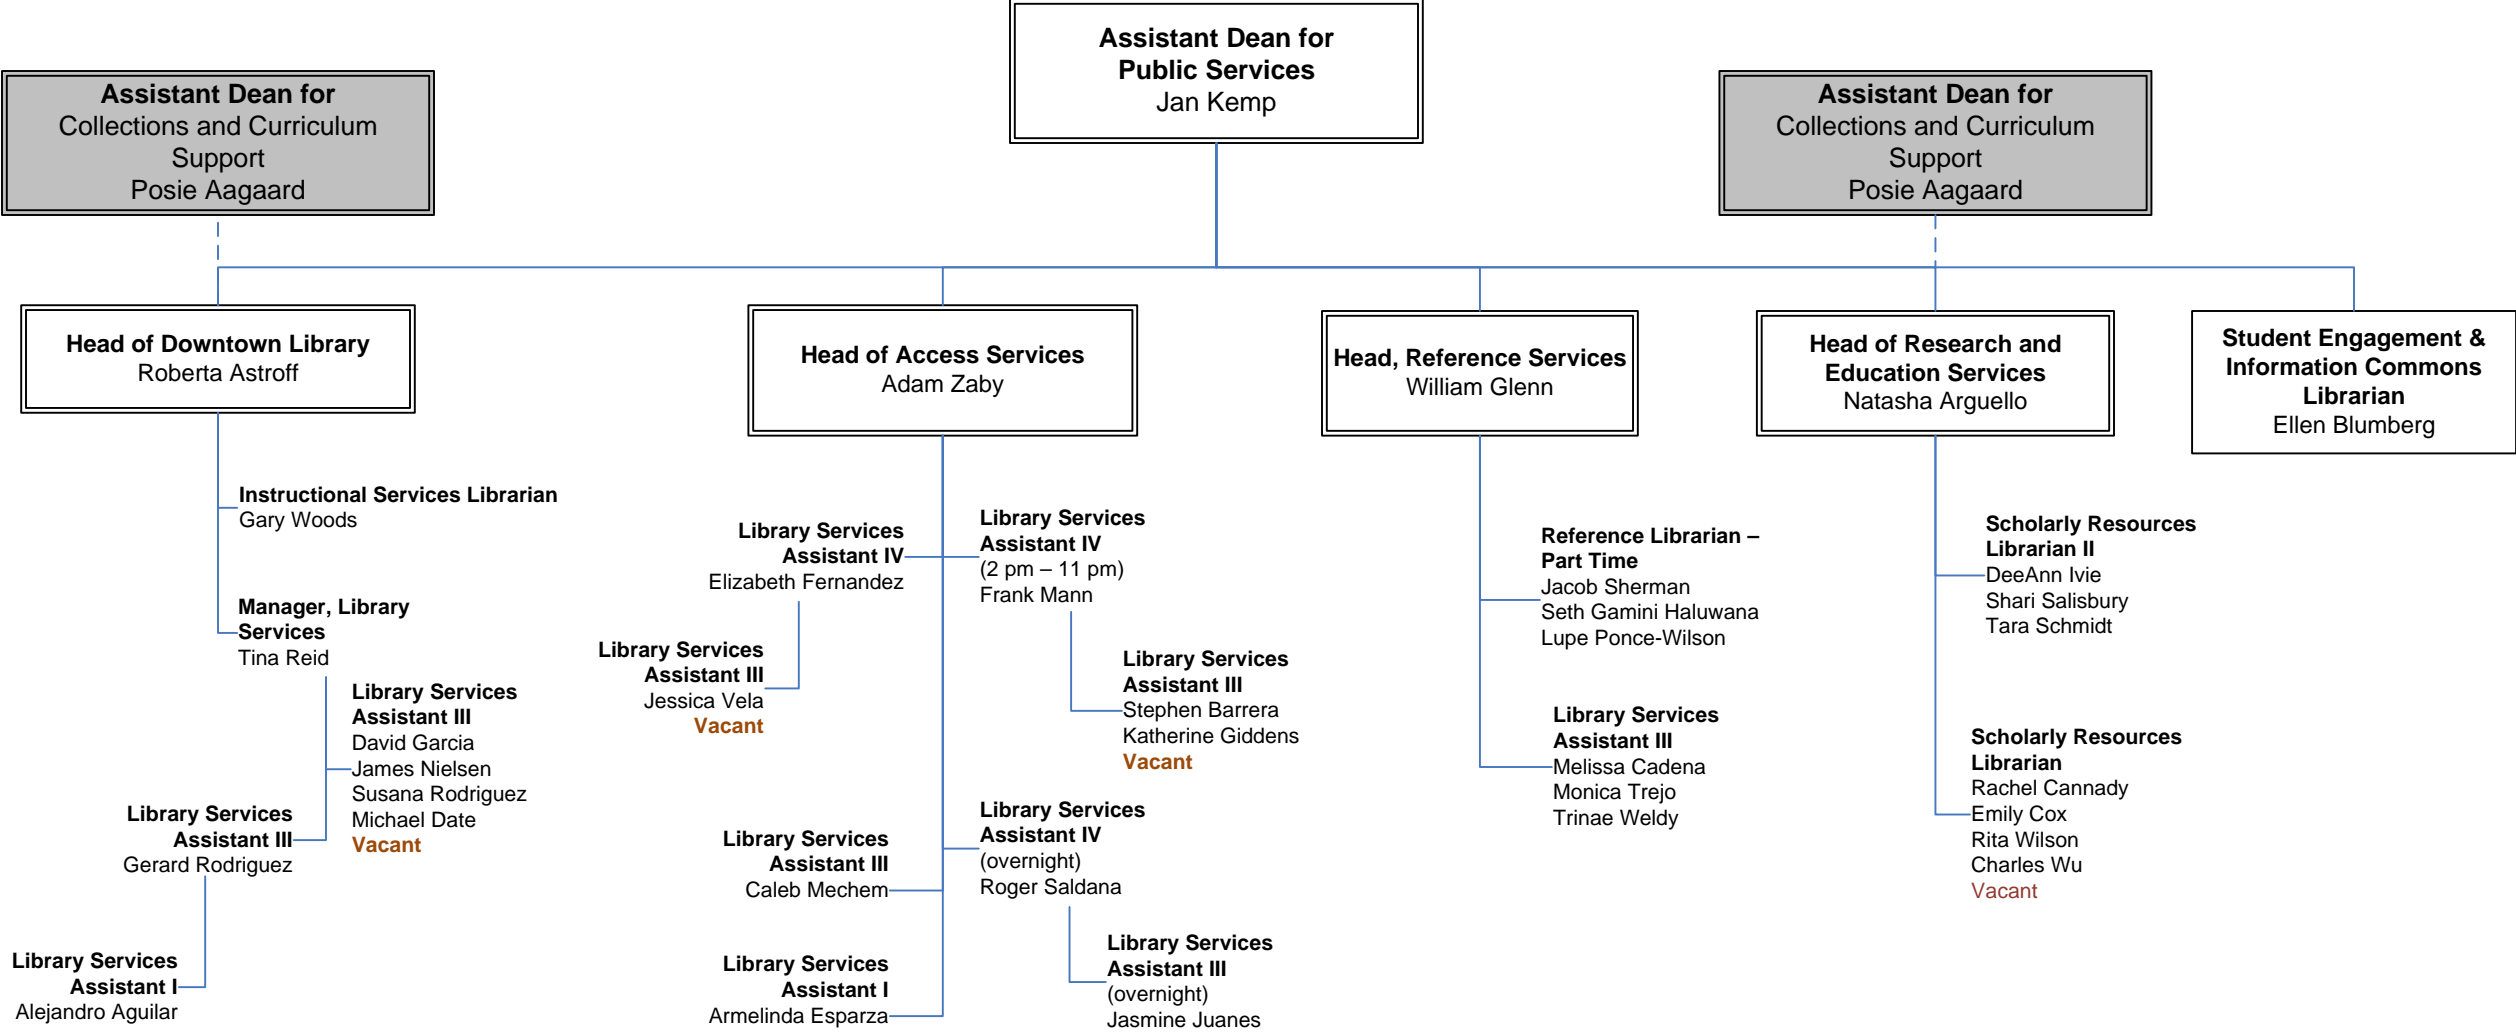 Assistant Dean for
Public Services
Jan Kemp
Assistant Dean for
Collections and Curriculum
Support
Posie Aagaard
Assistant Dean for
Collections and Curriculum
Support
Posie Aagaard
Head of Downtown Library
Roberta Astroff
Head of Access Services
Adam Zaby
Head, Reference Services
William Glenn
Head of Research and
Education Services
Natasha Arguello
Student Engagement &
Information Commons
Librarian
Ellen Blumberg
Instructional Services Librarian
Gary Woods
Manager, Library
Services
Tina Reid
Library Services
Assistant III
David Garcia
James Nielsen
Susana Rodriguez
Michael Date
Vacant
Library Services
Assistant III
Gerard Rodriguez
Library Services
Assistant I
Alejandro Aguilar
Library Services
Assistant IV
Elizabeth Fernandez
Library Services
Assistant III
Jessica Vela
Vacant
Library Services
Assistant IV
(2 pm – 11 pm)
Frank Mann
Library Services
Assistant III
Stephen Barrera
Katherine Giddens
Vacant
Library Services
Assistant III
Caleb Mechem
Library Services
Assistant IV
(overnight)
Roger Saldana
Library Services
Assistant III
(overnight)
Jasmine Juanes
Library Services
Assistant I
Armelinda Esparza
Reference Librarian –
Part Time
Jacob Sherman
Seth Gamini Haluwana
Lupe Ponce-Wilson
Library Services
Assistant III
Melissa Cadena
Monica Trejo
Trinae Weldy
Scholarly Resources
Librarian II
DeeAnn Ivie
Shari Salisbury
Tara Schmidt
Scholarly Resources
Librarian
Rachel Cannady
Emily Cox
Rita Wilson
Charles Wu
Vacant